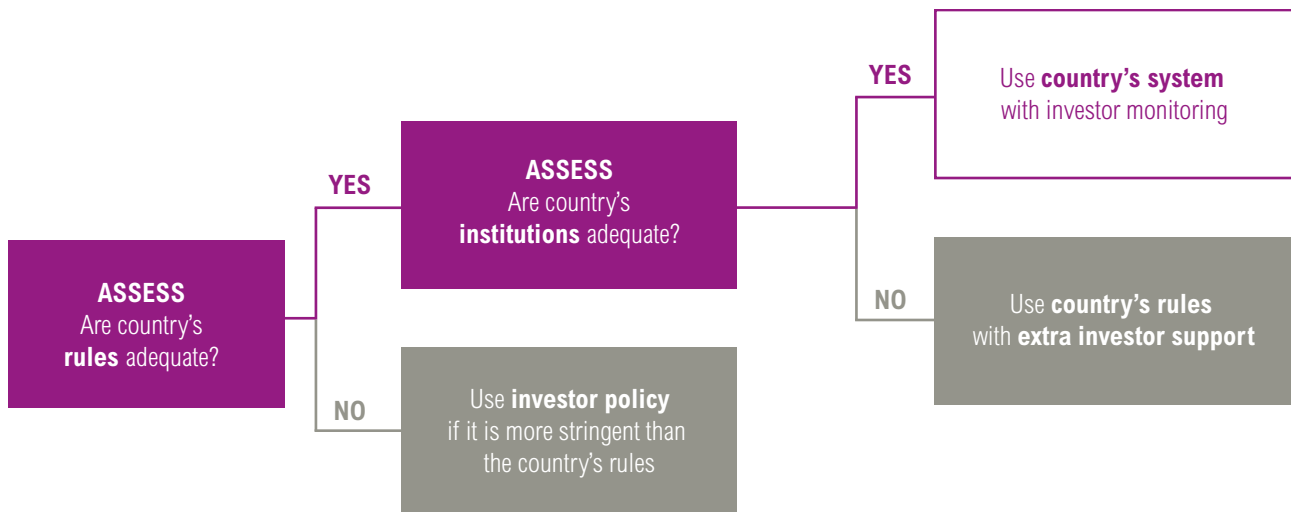 ASSESS
Are country's
rules adequate?
YES
NO
ASSESS
Are country's
institutions adequate?
Use investor policy
if it is more stringent than
the country's rules
YES
NO
Use country's system
with investor monitoring
Use country's rules
with extra investor support